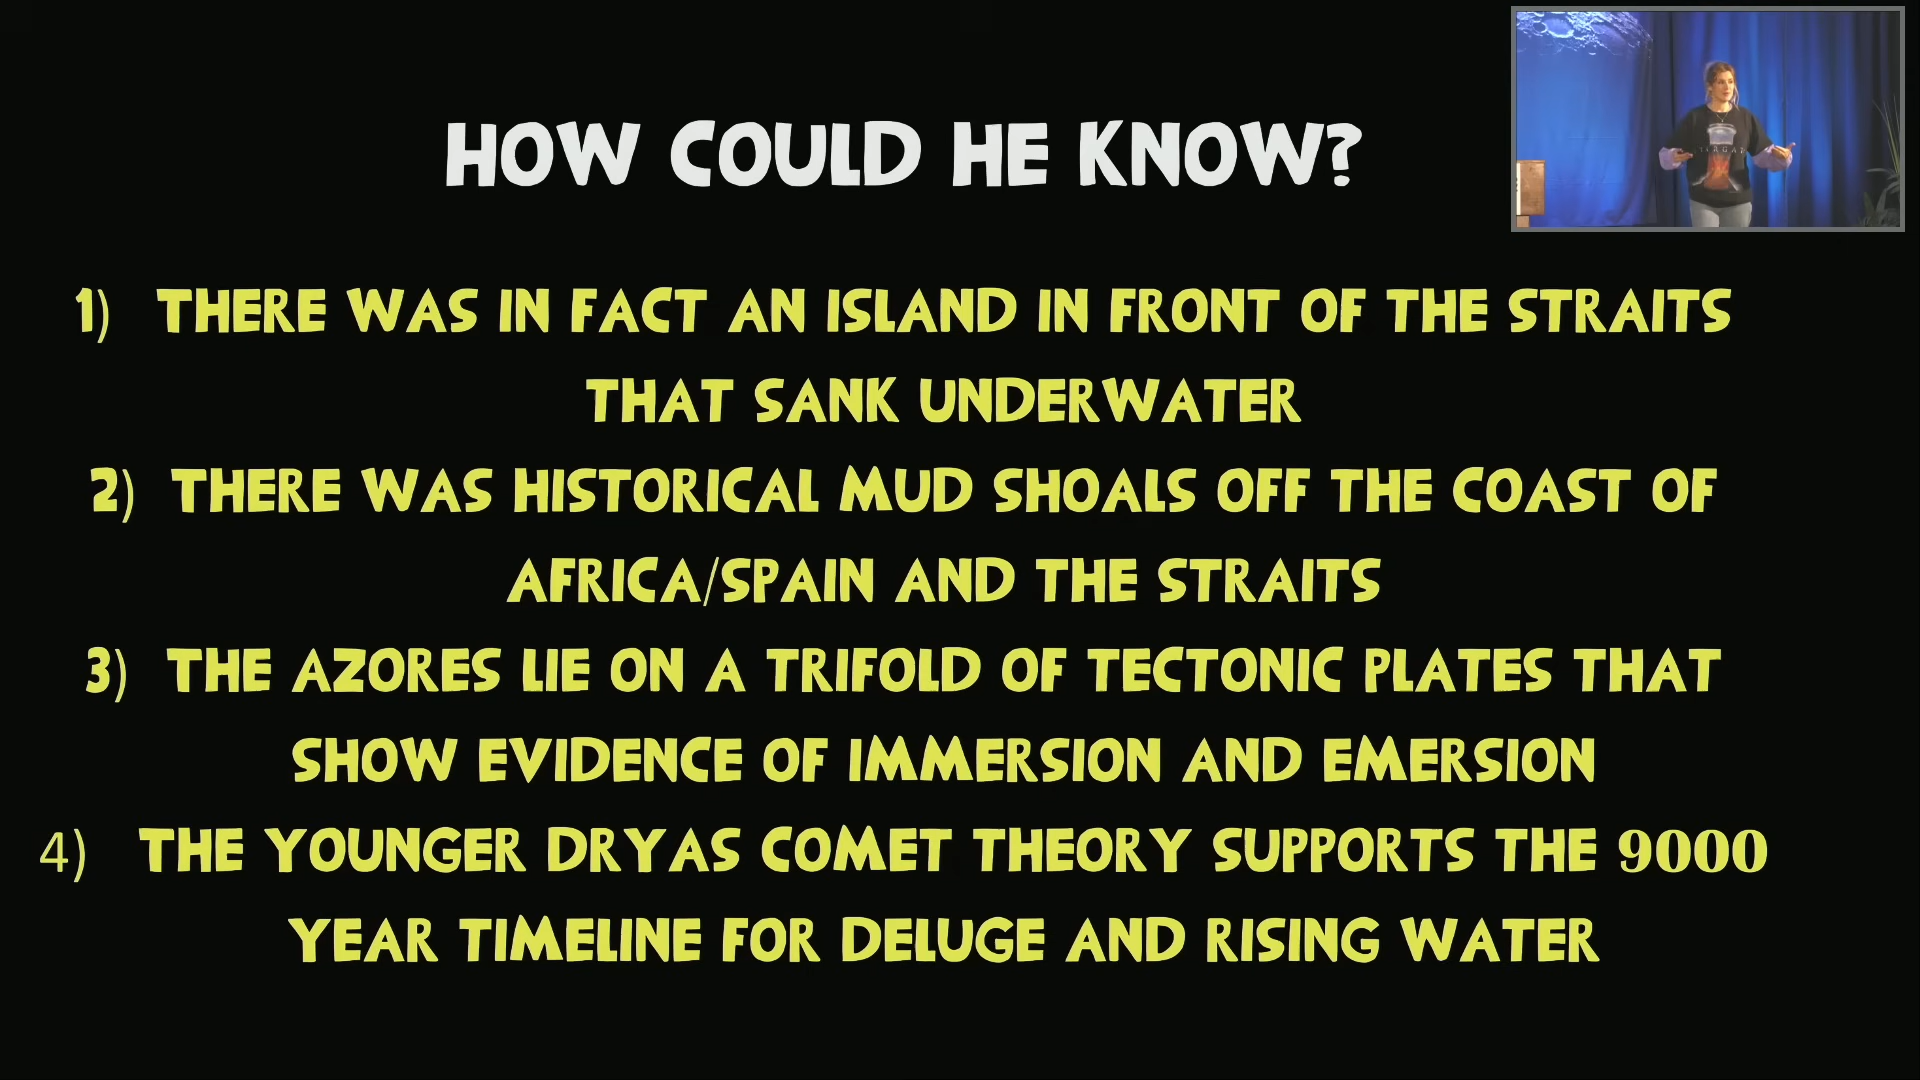 HOW COULD HE KNOW?
1) THERE WAS IN FACT AN ISLAND IN FRONT OF THE STRAITS
THAT SANK UNDERWATER
2) THERE WAS HISTORICAL MUD SHOALS OFF THE COAST OF
AFRICA/SPAIN AND THE STRAITS
3) THE AZORES LIE ON A TRIFOLD OF TECTONIC PLATES THAT
SHOW EVIDENCE OF IMMERSION AND EMERSION
4) THE YOUNGER DRYAS COMET THEORY SUPPORTS THE 9000
YEAR TIMELINE FOR DELUGE AND RISING WATER